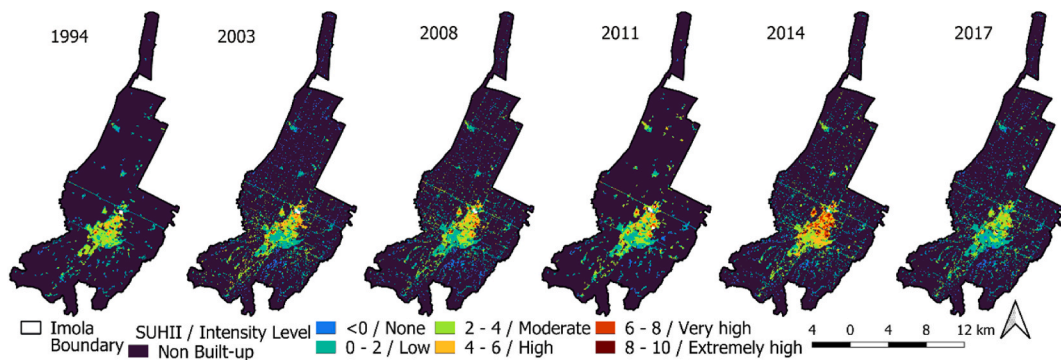 1994 2003 2008 2011 2014 2017
Imola Boundary
SUHII / Intensity Level
Non Built-up
<0 / None
0 - 2 / Low
2 - 4 / Moderate
4 - 6 / High
6 - 8 / Very high
8 - 10 / Extremely high
4 0 4 8 12 km